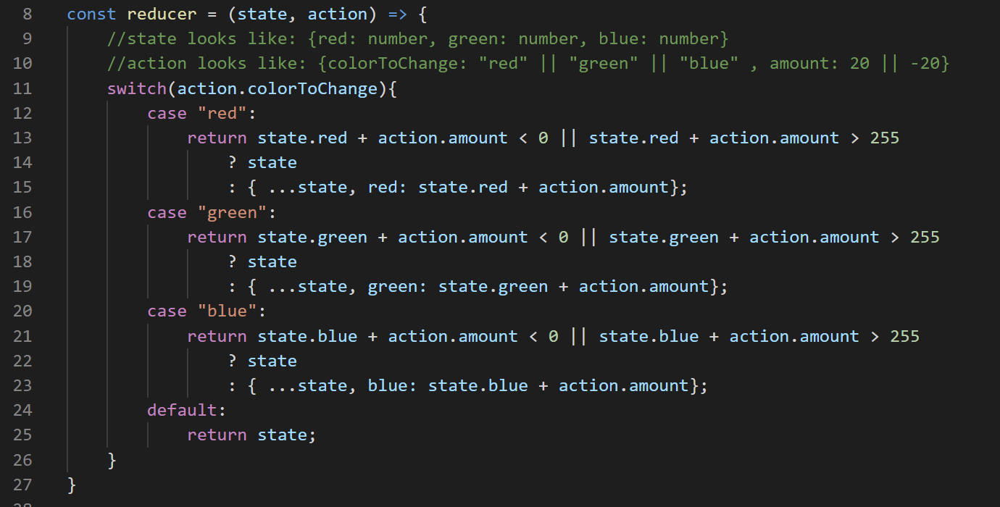 8 const reducer = (state, action) => {
9 //state looks like: {red: number, green: number, blue: number}
10 //action looks like: {colorToChange: "red" || "green" || "blue" , amount: 20 || -20}
11 switch(action.colorToChange){
12 case "red":
13 return state.red + action.amount < 0 || state.red + action.amount > 255
14 ? state
15 : { ...state, red: state.red + action.amount};
16 case "green":
17 return state.green + action.amount < 0 || state.green + action.amount > 255
18 ? state
19 : { ...state, green: state.green + action.amount};
20 case "blue":
21 return state.blue + action.amount < 0 || state.blue + action.amount > 255
22 ? state
23 : { ...state, blue: state.blue + action.amount};
24 default:
25 return state;
26 }
27 }